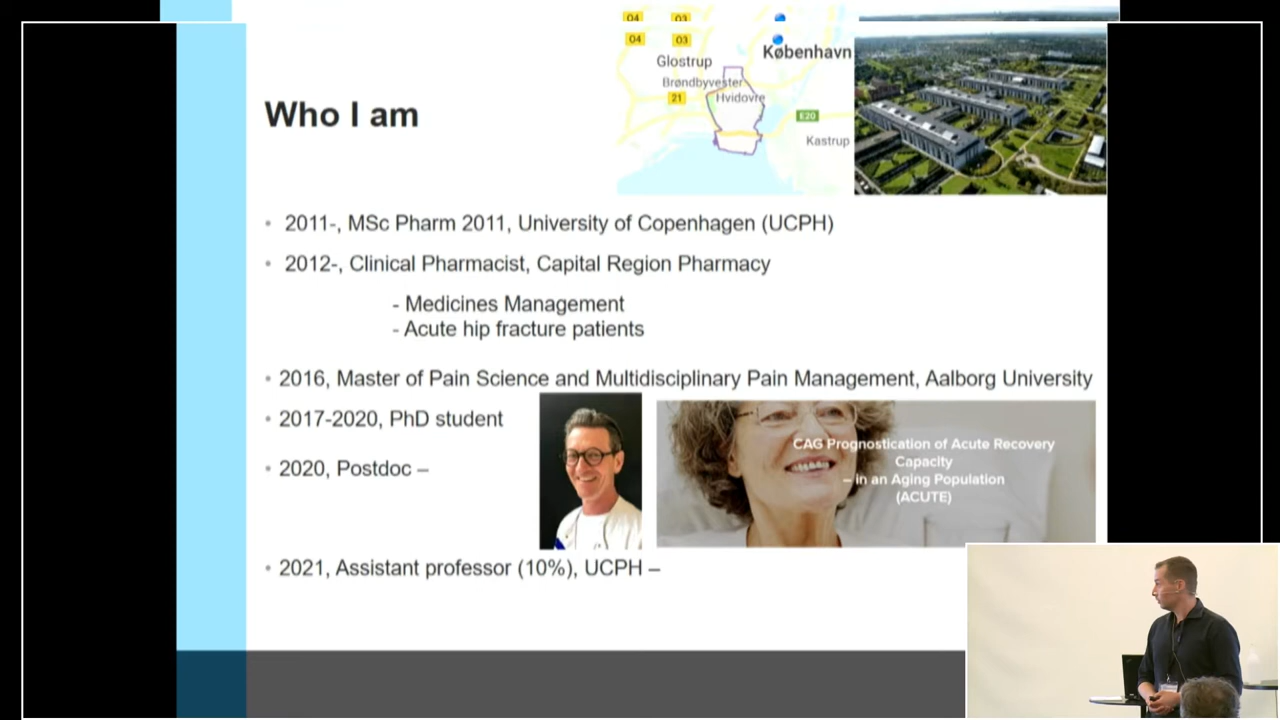 04
03
04
03
København
Glostrup
Brøndbyvester
21
Hvidovre
E20
Kastrup
Who I am
• 2011-, MSc Pharm 2011, University of Copenhagen (UCPH)
• 2012-, Clinical Pharmacist, Capital Region Pharmacy
- Medicines Management
- Acute hip fracture patients
• 2016, Master of Pain Science and Multidisciplinary Pain Management, Aalborg University
• 2017-2020, PhD student
• 2020, Postdoc –
CAG Prognostication of Acute Recovery
Capacity
– in an Aging Population
(ACUTE)
• 2021, Assistant professor (10%), UCPH –